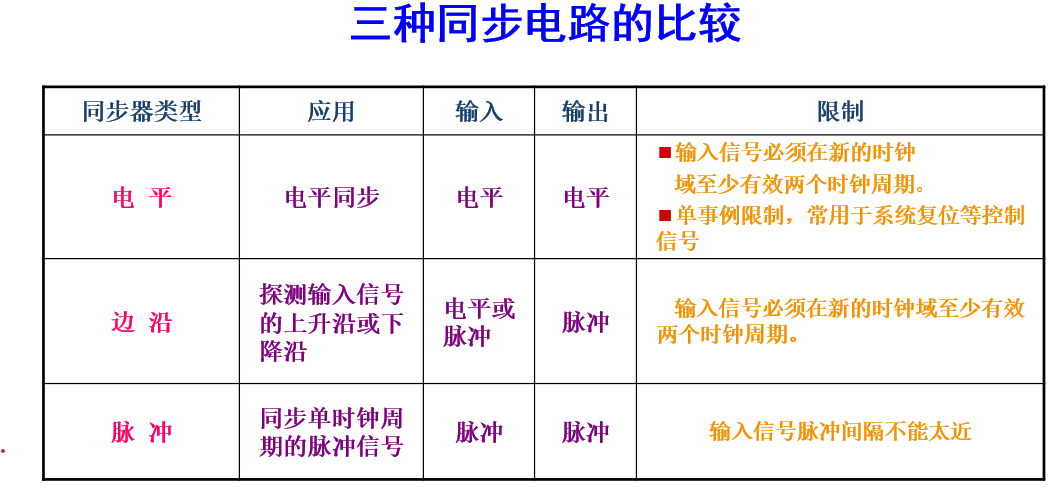 三种同步电路的比较
同步器类型 应用 输入 输出 限制
电 平
电平同步
电平
电平
■输入信号必须在新的时钟
域至少有效两个时钟周期。
■单事例限制，常用于系统复位等控制
信号
边 沿
探测输入信号
的上升沿或下
降沿
电平或
脉冲
脉冲
输入信号必须在新的时钟域至少有效
两个时钟周期。
脉 冲
同步单时钟周
期的脉冲信号
脉冲
脉冲
输入信号脉冲间隔不能太近